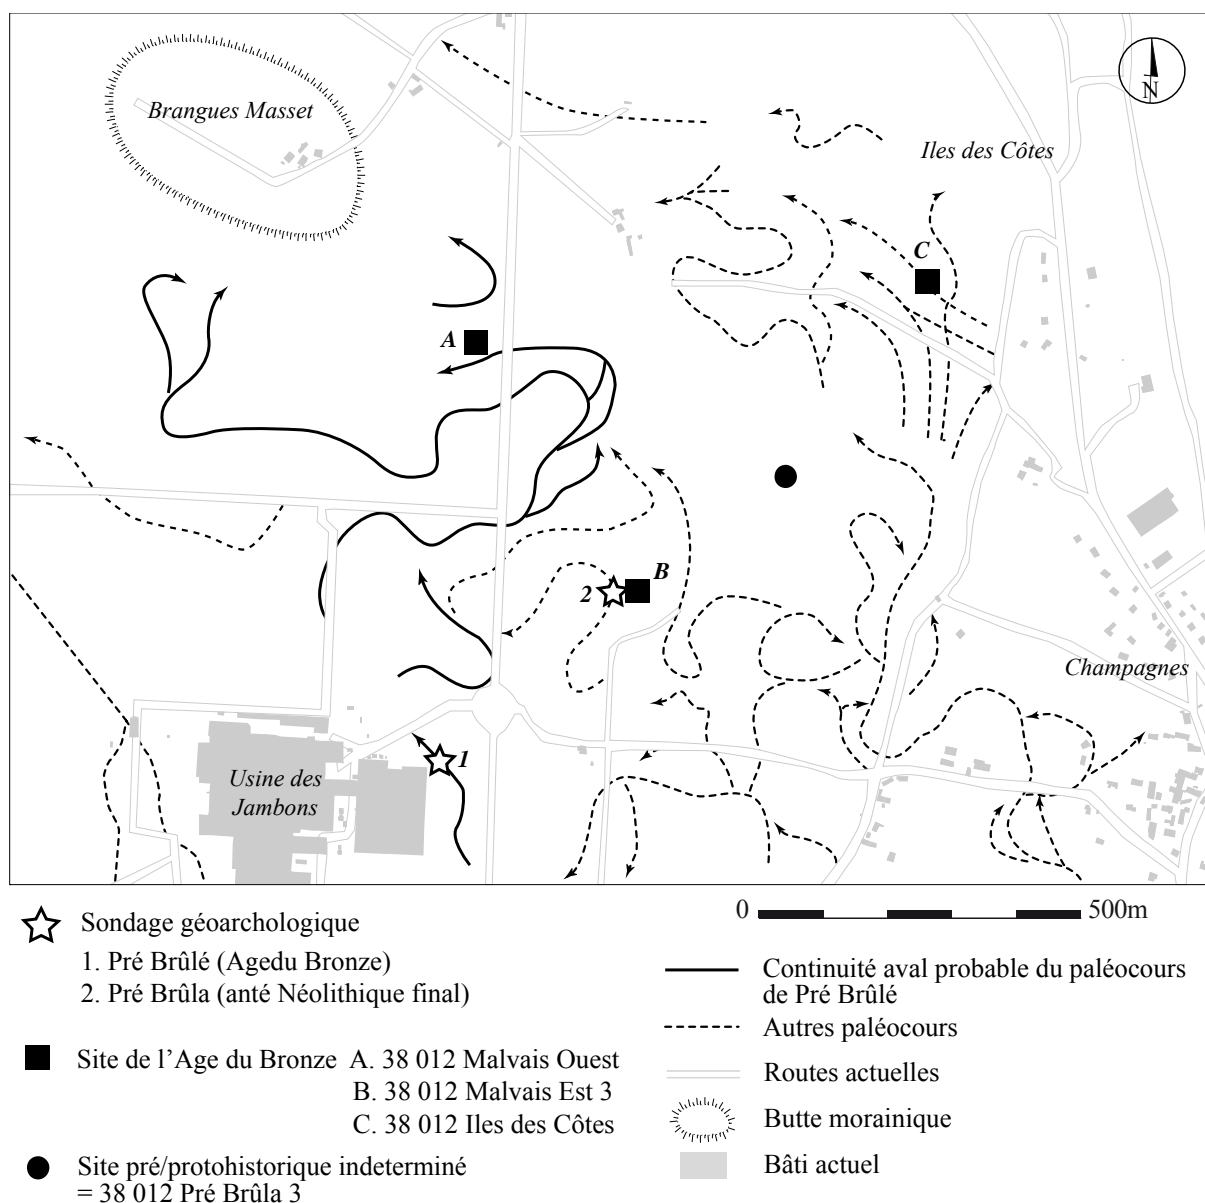 Brangues Masset
N
Iles des Côtes
C
A
B
2
Champagnes
1
Usine des
Jambons
Sondage géoarchologique
1. Pré Brûlé (Agedu Bronze)
2. Pré Brûla (anté Néolithique final)
Site de l'Age du Bronze A. 38 012 Malvais Ouest
B. 38 012 Malvais Est 3
C. 38 012 Iles des Côtes
Site pré/protohistorique indeterminé
= 38 012 Pré Brûla 3
0 500m
Continuité aval probable du paléocours
de Pré Brûlé
Autres paléocours
Routes actuelles
Butte morainique
Bâti actuel